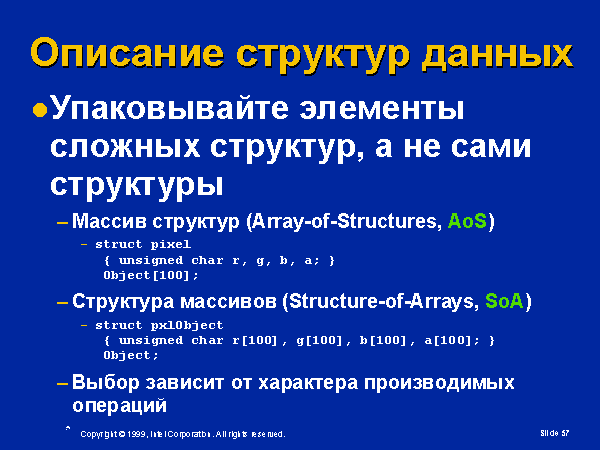 Описание структур данных
●Упаковывайте элементы
сложных структур, а не сами
структуры
– Массив структур (Array-of-Structures, AoS)
– struct pixel
{ unsigned char r, g, b, a; }
Object[100];
– Структура массивов (Structure-of-Arrays, SoA)
– struct pxlObject
{ unsigned char r[100], g[100], b[100], a[100]; }
Object;
– Выбор зависит от характера производимых
операций
* Copyright © 1999, Intel Corporation. All rights reserved.
Slide 57